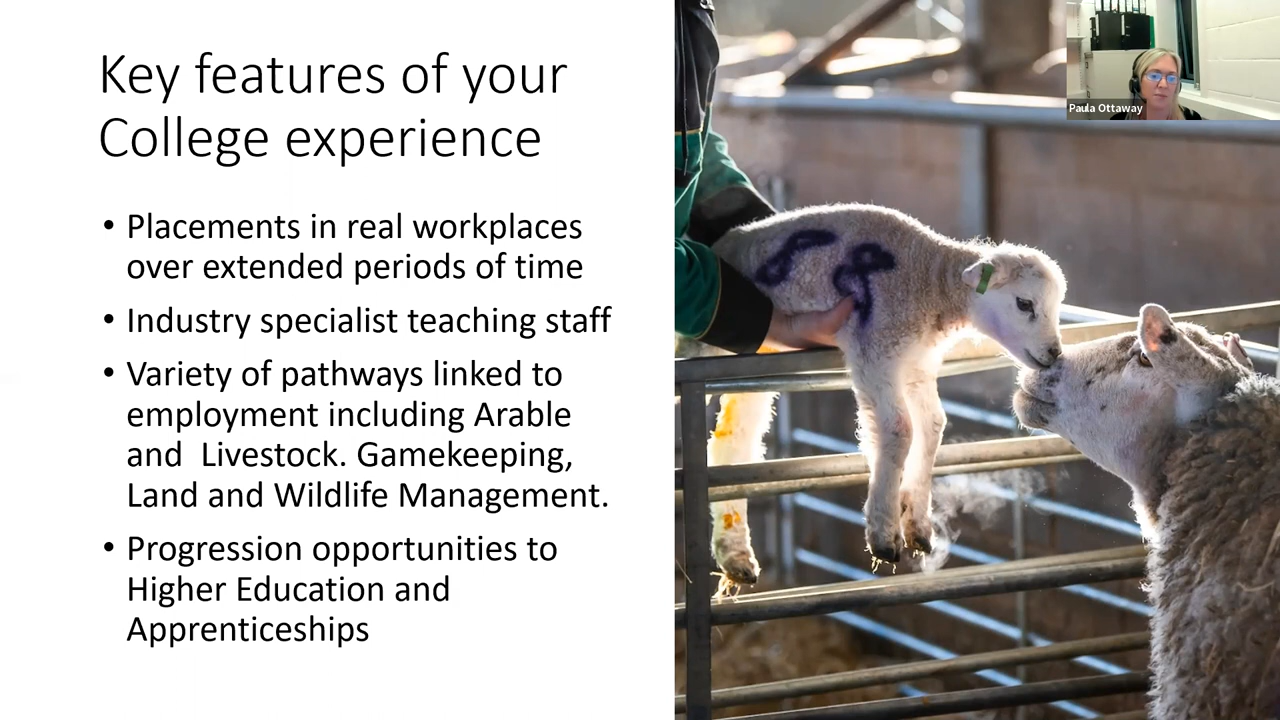 Key features of your
College experience
• Placements in real workplaces
over extended periods of time
• Industry specialist teaching staff
• Variety of pathways linked to
employment including Arable
and  Livestock. Gamekeeping,
Land and Wildlife Management.
• Progression opportunities to
Higher Education and
Apprenticeships
Paula Ottaway